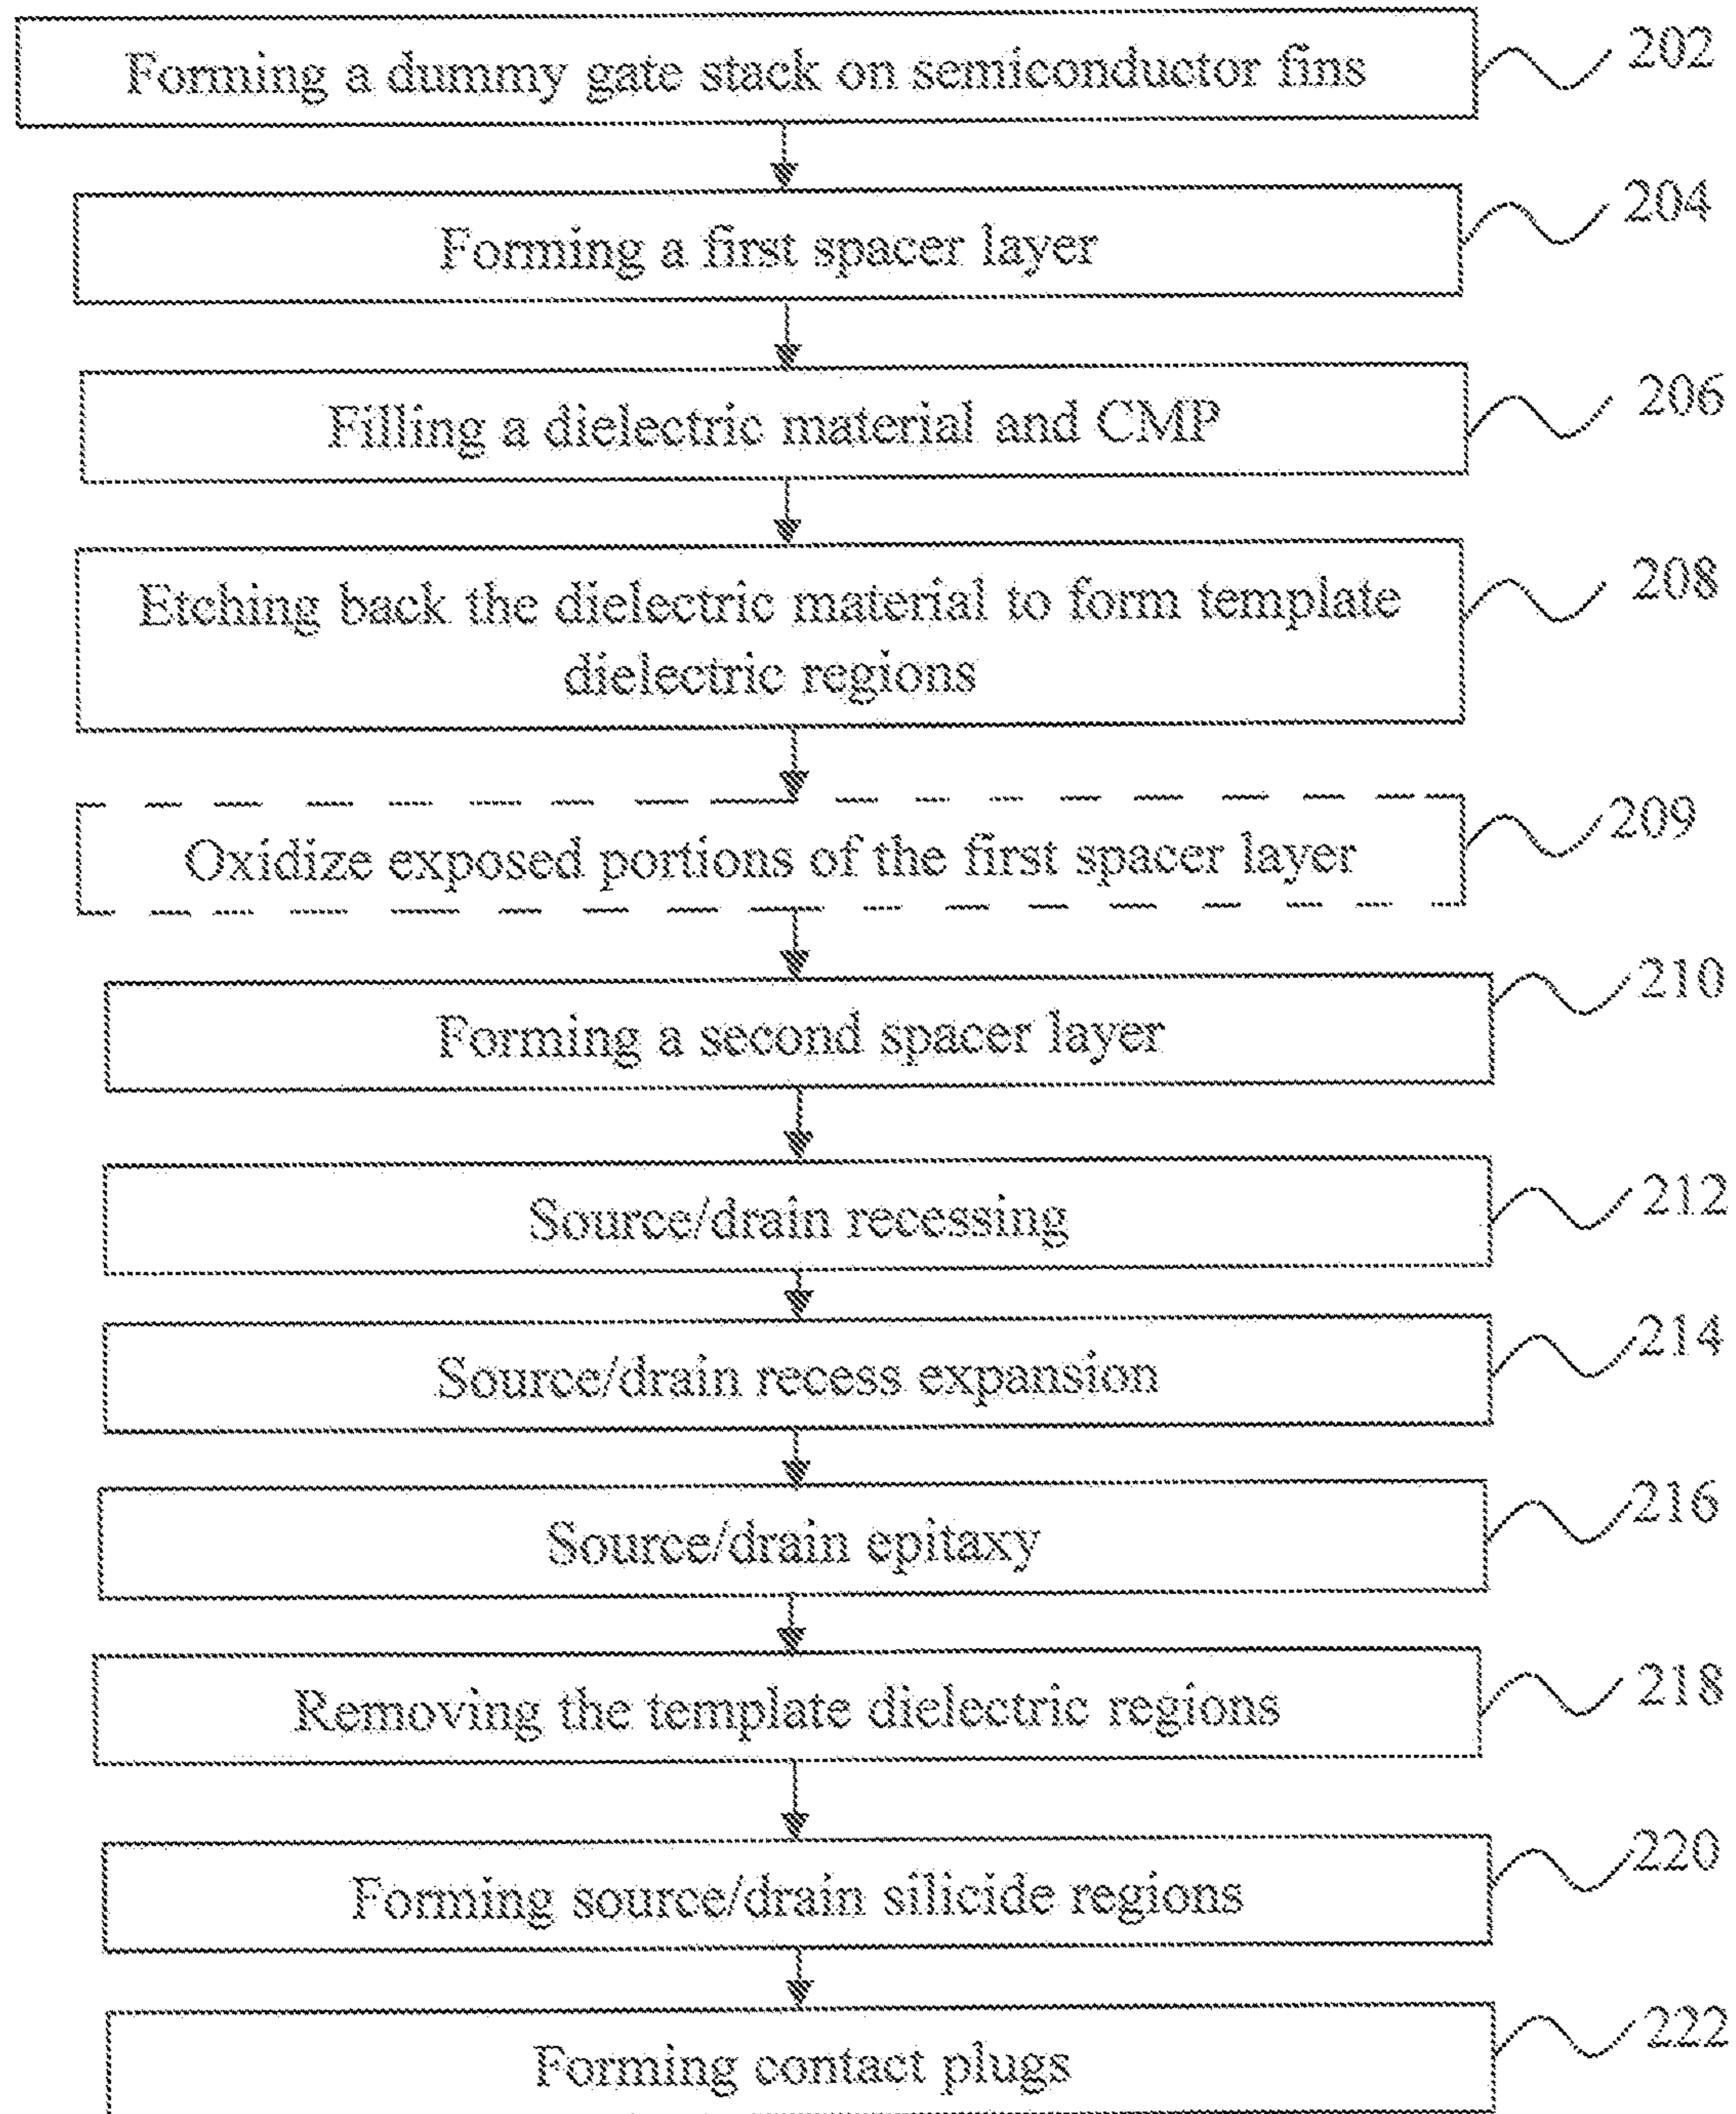 Forming a dummy gate stack on semiconductor fins 202
Forming a first spacer layer 204
Filling a dielectric material and CMP 206
Etching back the dielectric material to form template 208
dielectric regions
Oxidize exposed portions of the first spacer layer 209
Forming a second spacer layer 210
Source/drain recessing 212
Source/drain recess expansion 214
Source/drain epitaxy 216
Removing the template dielectric regions 218
Forming source/drain silicide regions 220
Forming contact plugs 222